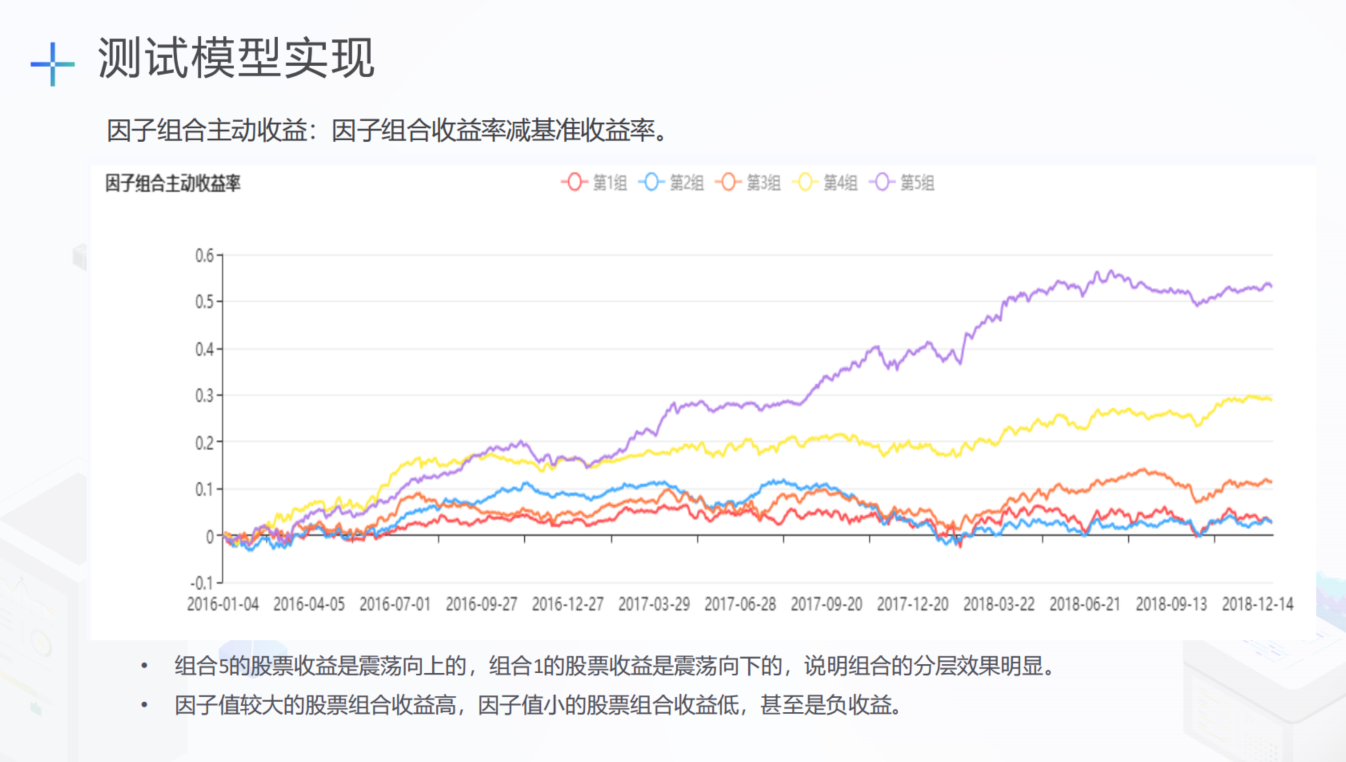 测试模型实现
因子组合主动收益：因子组合收益率减基准收益率。
因子组合主动收益率
第1组 第2组 第3组 第4组 第5组
0.6
0.5
0.4
0.3
0.2
0.1
0
-0.1
2016-01-04 2016-04-05 2016-07-01 2016-09-27 2016-12-27 2017-03-29 2017-06-28 2017-09-20 2017-12-20 2018-03-22 2018-06-21 2018-09-13 2018-12-14
• 组合5的股票收益是震荡向上的，组合1的股票收益是震荡向下的，说明组合的分层效果明显。
• 因子值较大的股票组合收益高，因子值小的股票组合收益低，甚至是负收益。